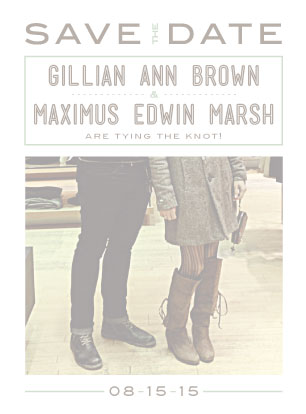 SAVE THE DATE
GILLIAN ANN BROWN
&
MAXIMUS EDWIN MARSH
ARE TYING THE KNOT!
08-15-15